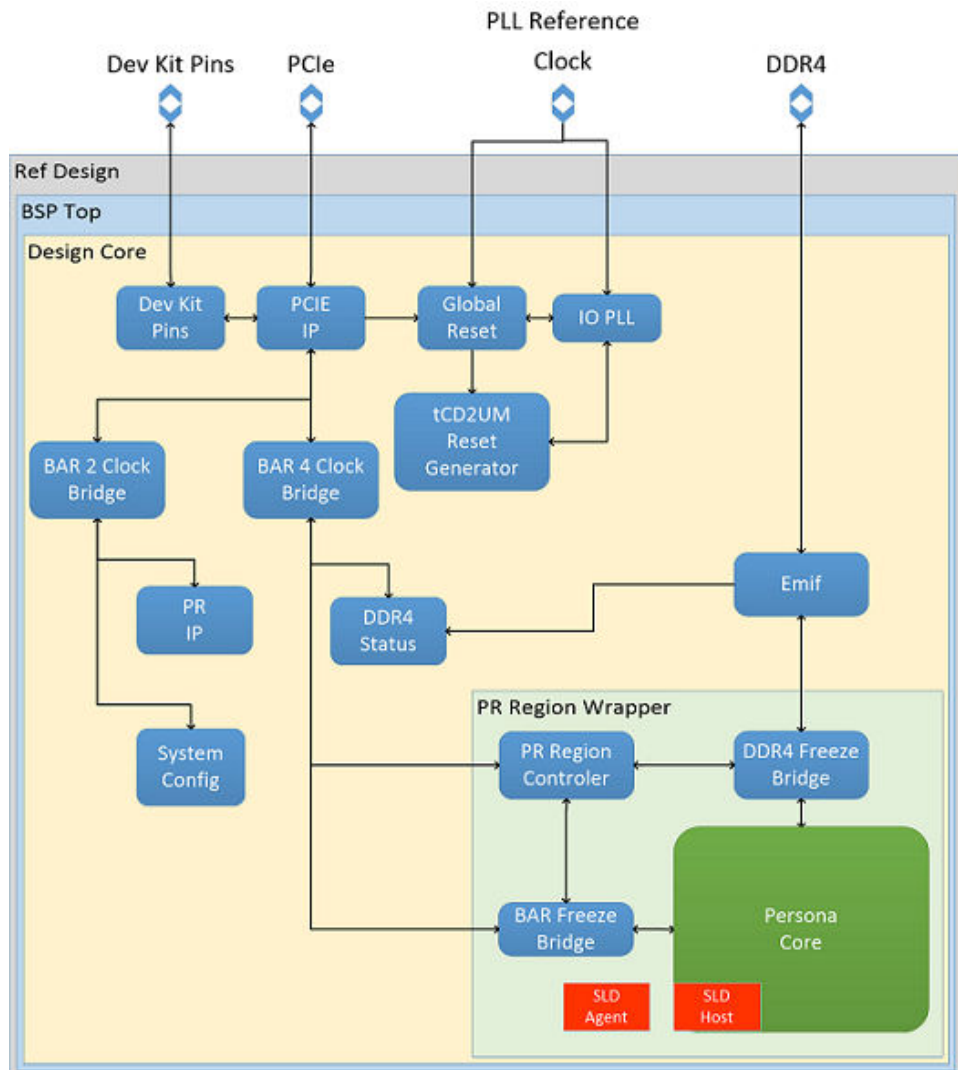 PLL Reference
Clock
Dev Kit Pins
PCIe
DDR4
Ref Design
BSP Top
Design Core
Dev Kit
Pins
PCIE
IP
Global
Reset
IO PLL
tCD2UM
Reset
Generator
BAR 2 Clock
Bridge
BAR 4 Clock
Bridge
Emif
PR
IP
DDR4
Status
PR Region Wrapper
System
Config
PR Region
Controler
DDR4 Freeze
Bridge
BAR Freeze
Bridge
Persona
Core
SLD
Agent
SLD
Host